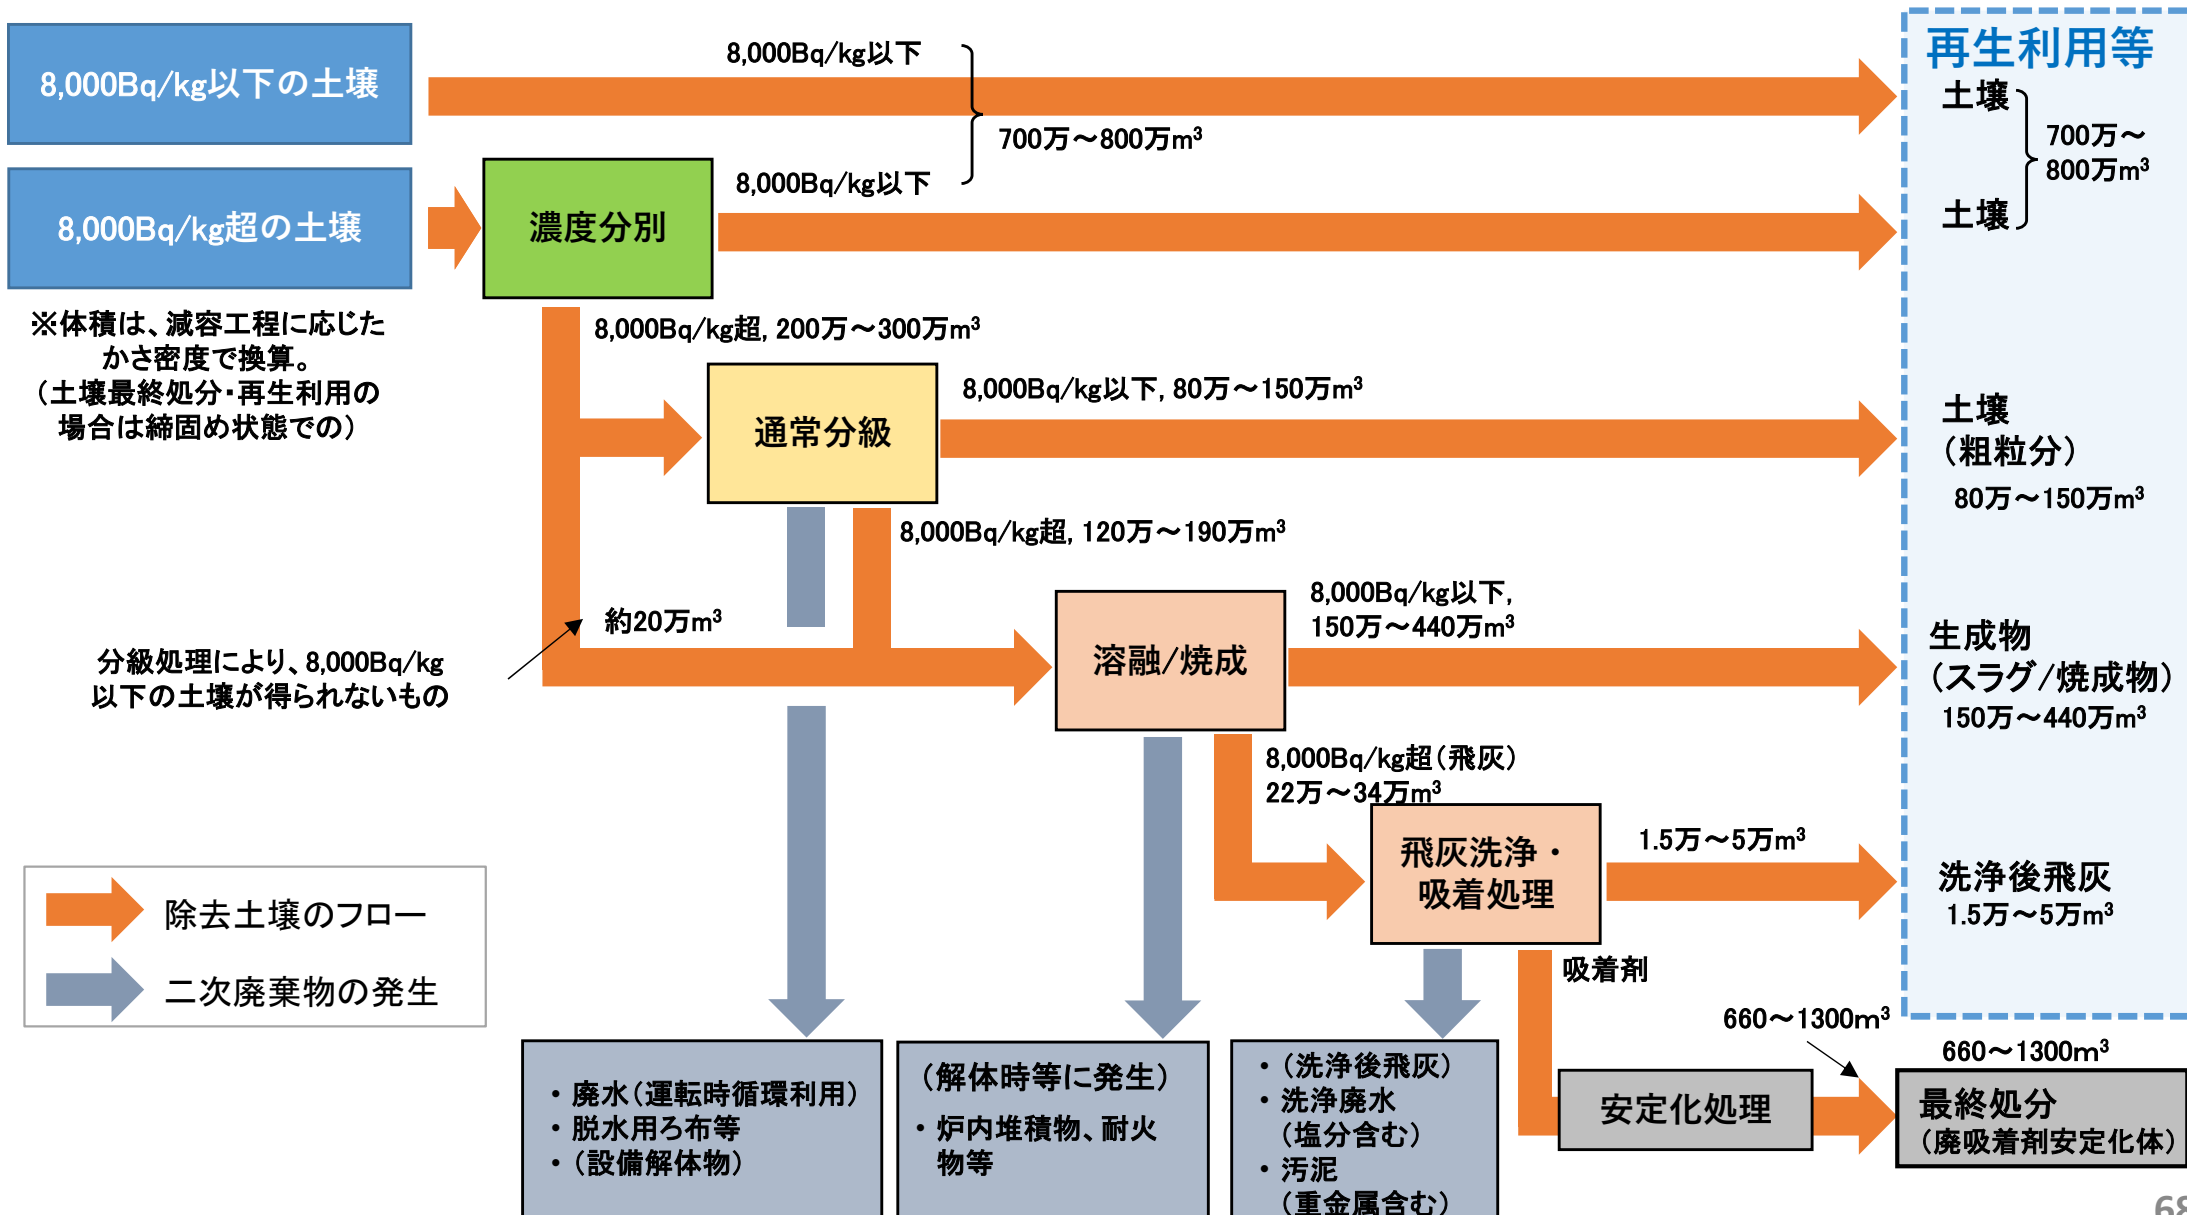 8,000Bq/kg以下の土壌
8,000Bq/kg以下
700万～800万m³
再生利用等
土壌
700万～
800万m³
土壌
8,000Bq/kg超の土壌
濃度分別
8,000Bq/kg以下
※体積は、減容工程に応じた
かさ密度で換算。
（土壌最終処分・再生利用の
場合は締固め状態での）
8,000Bq/kg超, 200万～300万m³
通常分級
8,000Bq/kg以下, 80万～150万m³
土壌
（粗粒分）
80万～150万m³
8,000Bq/kg超, 120万～190万m³
約20万m³
分級処理により、8,000Bq/kg
以下の土壌が得られないもの
溶融/焼成
8,000Bq/kg以下,
150万～440万m³
生成物
（スラグ/焼成物）
150万～440万m³
8,000Bq/kg超（飛灰）
22万～34万m³
飛灰洗浄・
吸着処理
1.5万～5万m³
洗浄後飛灰
1.5万～5万m³
除去土壌のフロー
二次廃棄物の発生
吸着剤
660～1300m³
660～1300m³
安定化処理
最終処分
（廃吸着剤安定化体）
・廃水（運転時循環利用）
・脱水用ろ布等
・（設備解体物）
（解体時等に発生）
・炉内堆積物、耐火
物等
・（洗浄後飛灰）
・洗浄廃水
（塩分含む）
・汚泥
（重金属含む）
68